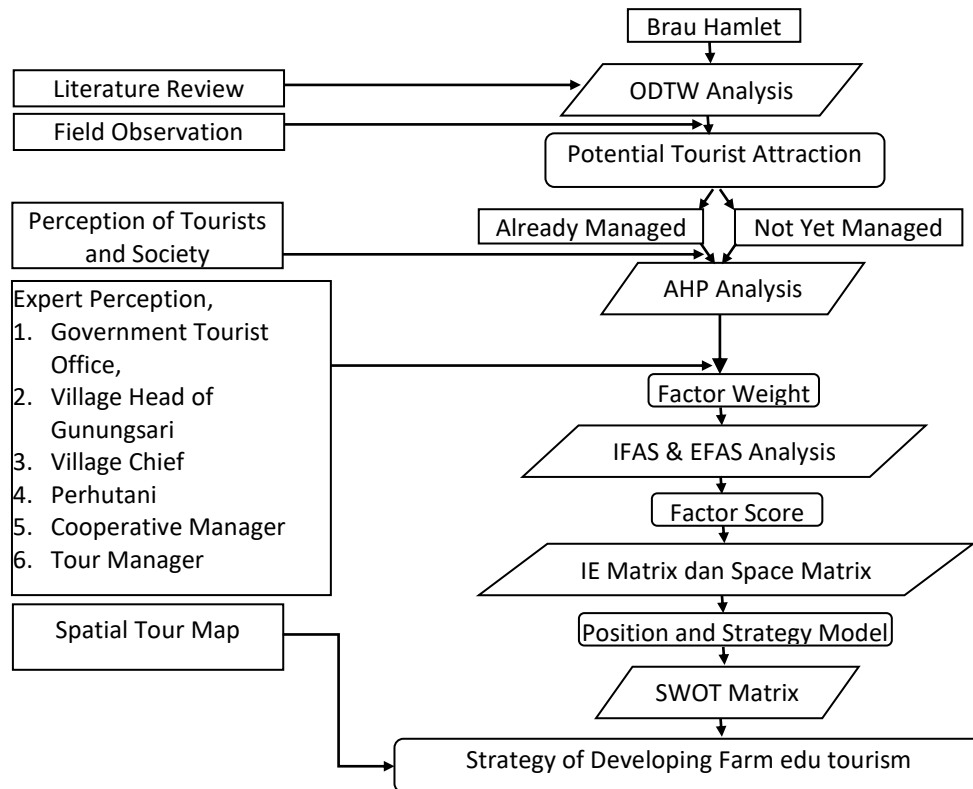 Brau Hamlet
Literature Review
ODTW Analysis
Field Observation
Potential Tourist Attraction
Already Managed
Not Yet Managed
Perception of Tourists
and Society
AHP Analysis
Expert Perception,
1. Government Tourist
Office,
2. Village Head of
Gunungsari
3. Village Chief
4. Perhutani
5. Cooperative Manager
6. Tour Manager
Factor Weight
IFAS & EFAS Analysis
Factor Score
IE Matrix dan Space Matrix
Spatial Tour Map
Position and Strategy Model
SWOT Matrix
Strategy of Developing Farm edu tourism